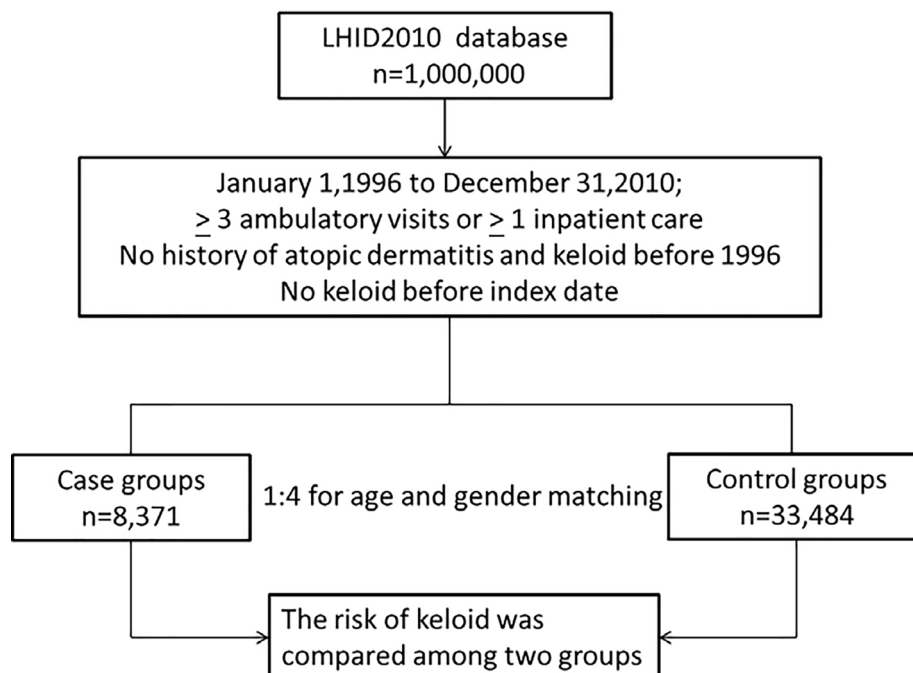 LHID2010 database
n=1,000,000
January 1,1996 to December 31,2010;
≥ 3 ambulatory visits or ≥ 1 inpatient care
No history of atopic dermatitis and keloid before 1996
No keloid before index date
Case groups
n=8,371
1:4 for age and gender matching
Control groups
n=33,484
The risk of keloid was
compared among two groups